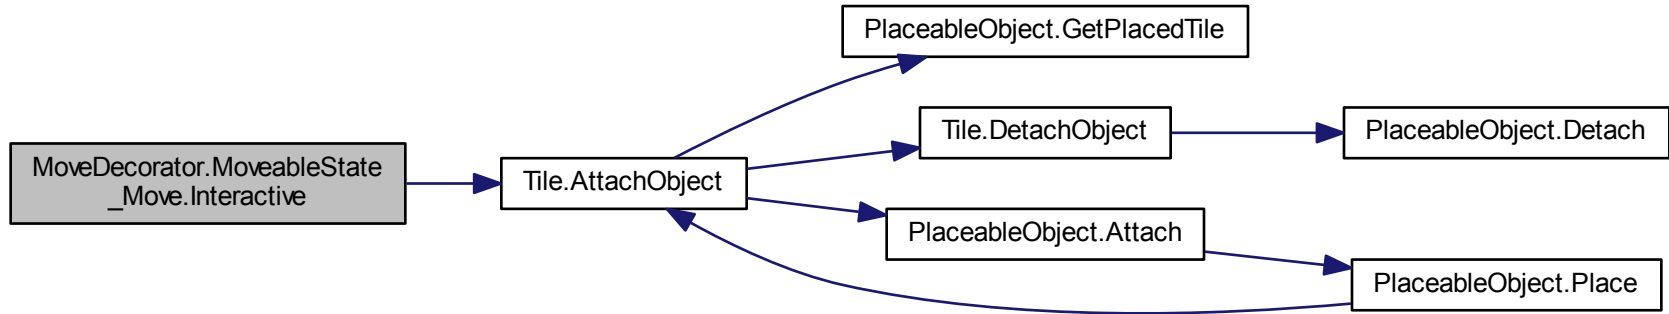 MoveDecorator.MoveableState
_Move.Interactive
Tile.AttachObject
PlaceableObject.GetPlacedTile
Tile.DetachObject
PlaceableObject.Detach
PlaceableObject.Attach
PlaceableObject.Place